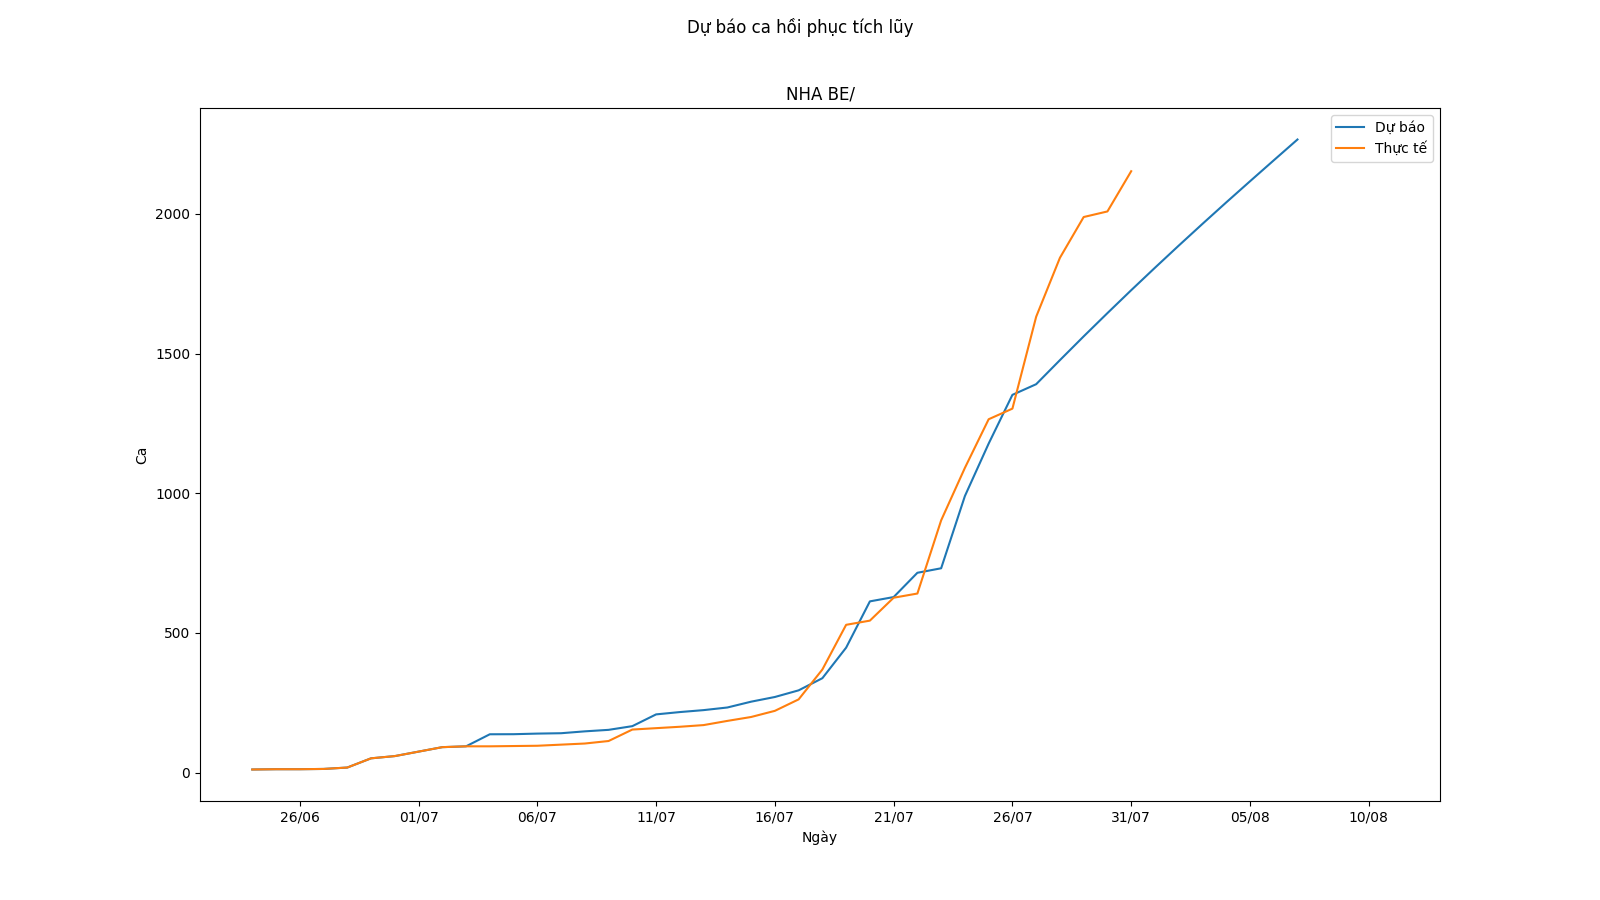 Dự báo ca hồi phục tích lũy
NHA BE/
Dự báo
Thực tế
2000
1500
1000
500
0
Ca
26/06 01/07 06/07 11/07 16/07 21/07 26/07 31/07 05/08 10/08
Ngày